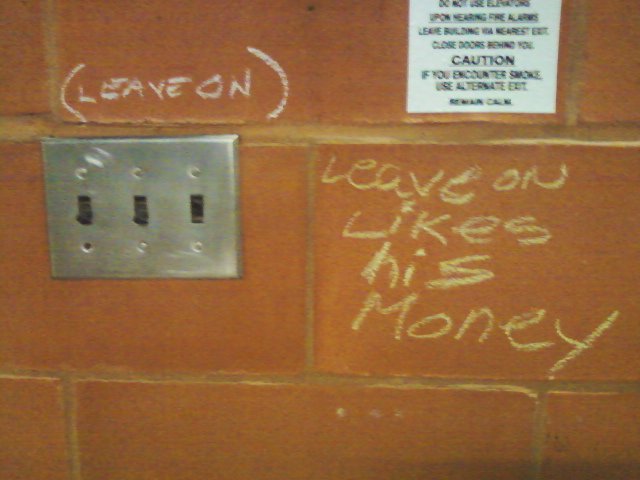 DO NOT USE ELEVATORS
UPON HEARING FIRE ALARMS
LEAVE BUILDING VIA NEAREST EXIT.
CLOSE DOORS BEHIND YOU.
CAUTION
IF YOU ENCOUNTER SMOKE,
USE ALTERNATE EXIT.
REMAIN CALM.
(LEAVE ON)
Leave on
Likes
his
Money